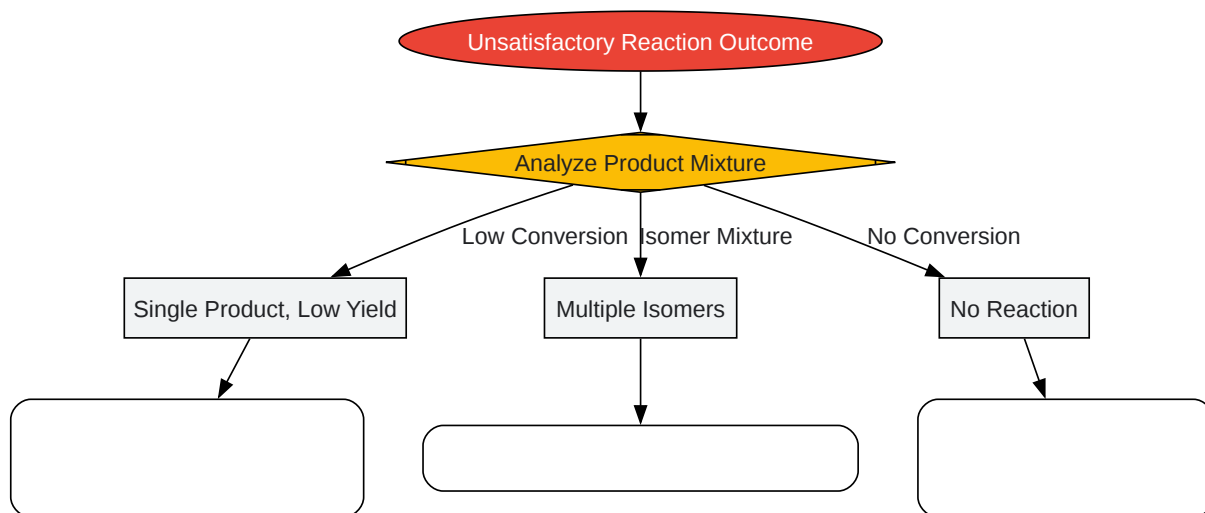 Unsatisfactory Reaction Outcome
Analyze Product Mixture
Low Conversion
Isomer Mixture
No Conversion
Single Product, Low Yield
Multiple Isomers
No Reaction